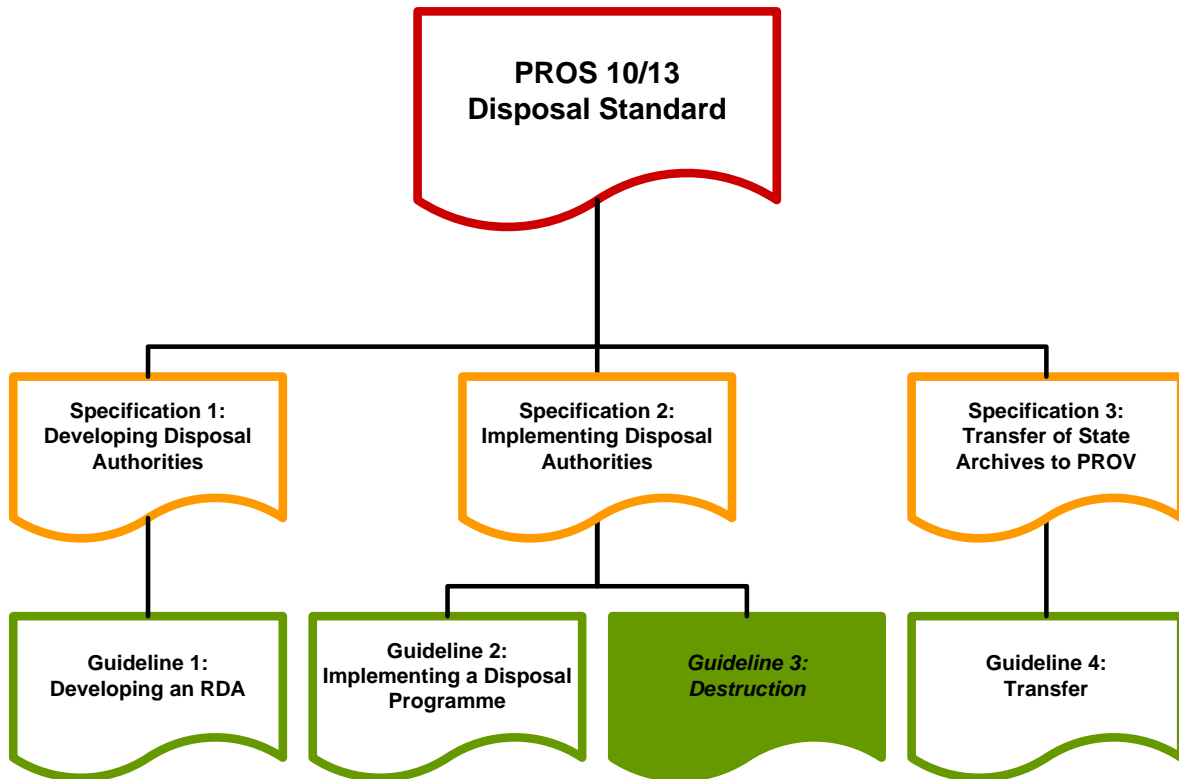 PROS 10/13
Disposal Standard
Specification 1:
Developing Disposal
Authorities
Specification 2:
Implementing Disposal
Authorities
Specification 3:
Transfer of State
Archives to PROV
Guideline 1:
Developing an RDA
Guideline 2:
Implementing a Disposal
Programme
Guideline 3:
Destruction
Guideline 4:
Transfer